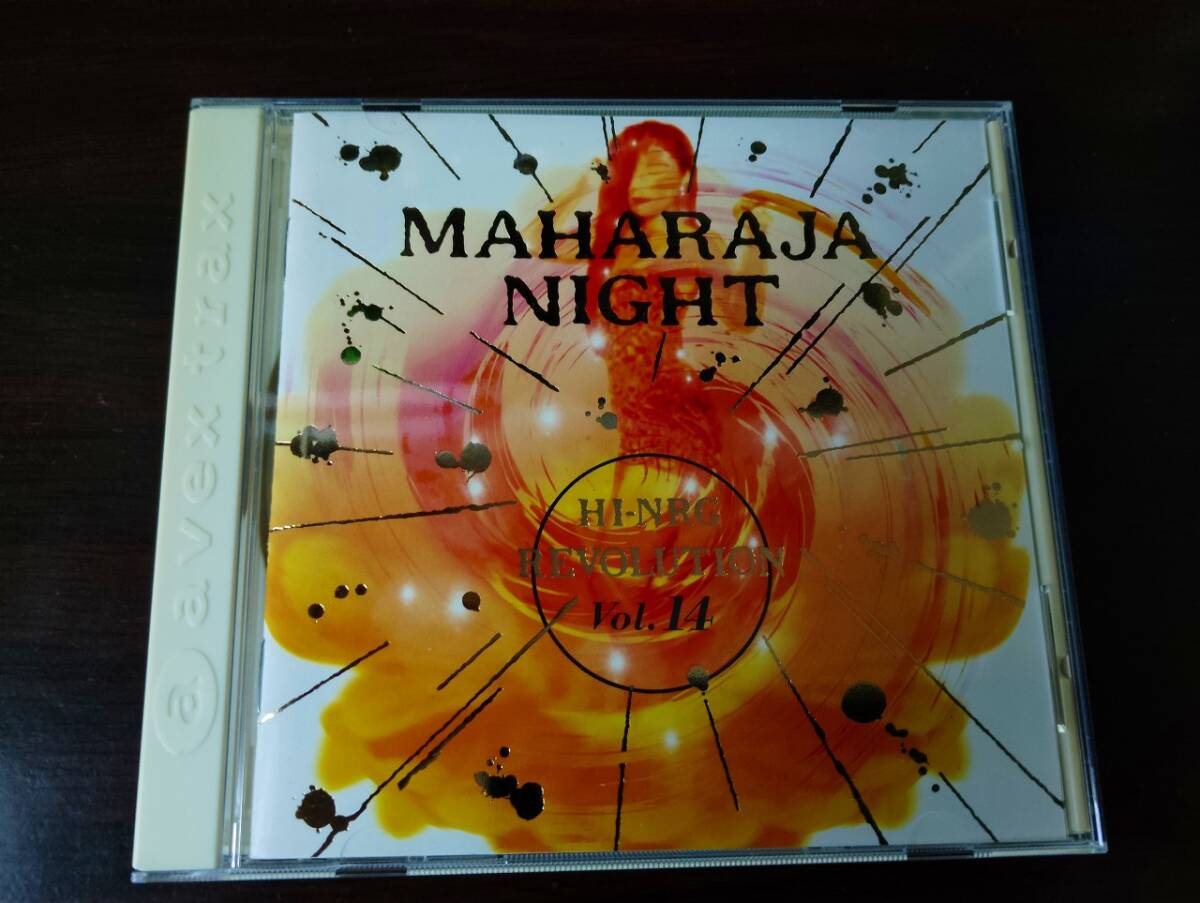 MAHARAJA
NIGHT
HI-NRG
REVOLUTION
Vol. 14
a avex trax